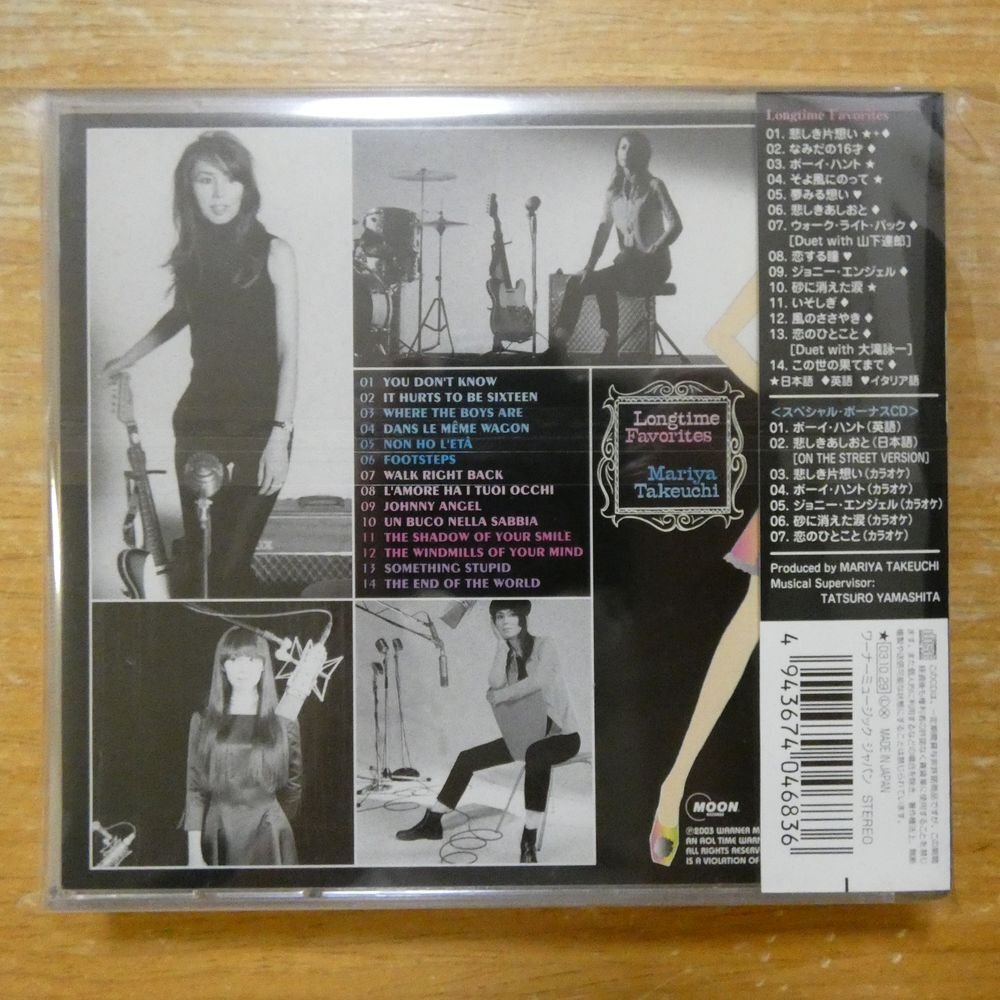 01 YOU DON'T KNOW
02 IT HURTS TO BE SIXTEEN
03 WHERE THE BOYS ARE
04 DANS LE MÊME WAGON
05 NON HO L'ETÀ
06 FOOTSTEPS
07 WALK RIGHT BACK
08 L'AMORE HA I TUOI OCCHI
09 JOHNNY ANGEL
10 UN BUCO NELLA SABBIA
11 THE SHADOW OF YOUR SMILE
12 THE WINDMILLS OF YOUR MIND
13 SOMETHING STUPID
14 THE END OF THE WORLD
Longtime
Favorites
Mariya
Takeuchi
MOON
RECORDS
℗2003 WARNER M
AN AOL TIME WARN
ALL RIGHTS RESERV
IS A VIOLATION OF
Longtime Favorites
01. 悲しき片想い ★+♦
02. なみだの16才 ♦
03. ボーイ・ハント ★
04. そよ風にのって ★
05. 夢みる想い ♥
06. 悲しきあしおと ♦
07. ウォーク・ライト・バック ♦
[Duet with 山下達郎]
08. 恋する瞳 ♥
09. ジョニー・エンジェル ♦
10. 砂に消えた涙 ★
11. いそしぎ ♦
12. 風のささやき ♦
13. 恋のひとこと ♦
[Duet with 大滝詠一]
14. この世の果てまで ♦
★日本語 ♦英語 ♥イタリア語
<スペシャル・ボーナスCD>
01. ボーイ・ハント(英語)
02. 悲しきあしおと(日本語)
[ON THE STREET VERSION]
03. 悲しき片想い(カラオケ)
04. ボーイ・ハント(カラオケ)
05. ジョニー・エンジェル(カラオケ)
06. 砂に消えた涙(カラオケ)
07. 恋のひとこと(カラオケ)
Produced by MARIYA TAKEUCHI
Musical Supervisor:
TATSURO YAMASHITA
★03.10.29 MADE IN JAPAN
ワーナーミュージック ジャパン STEREO
4 943674 046836